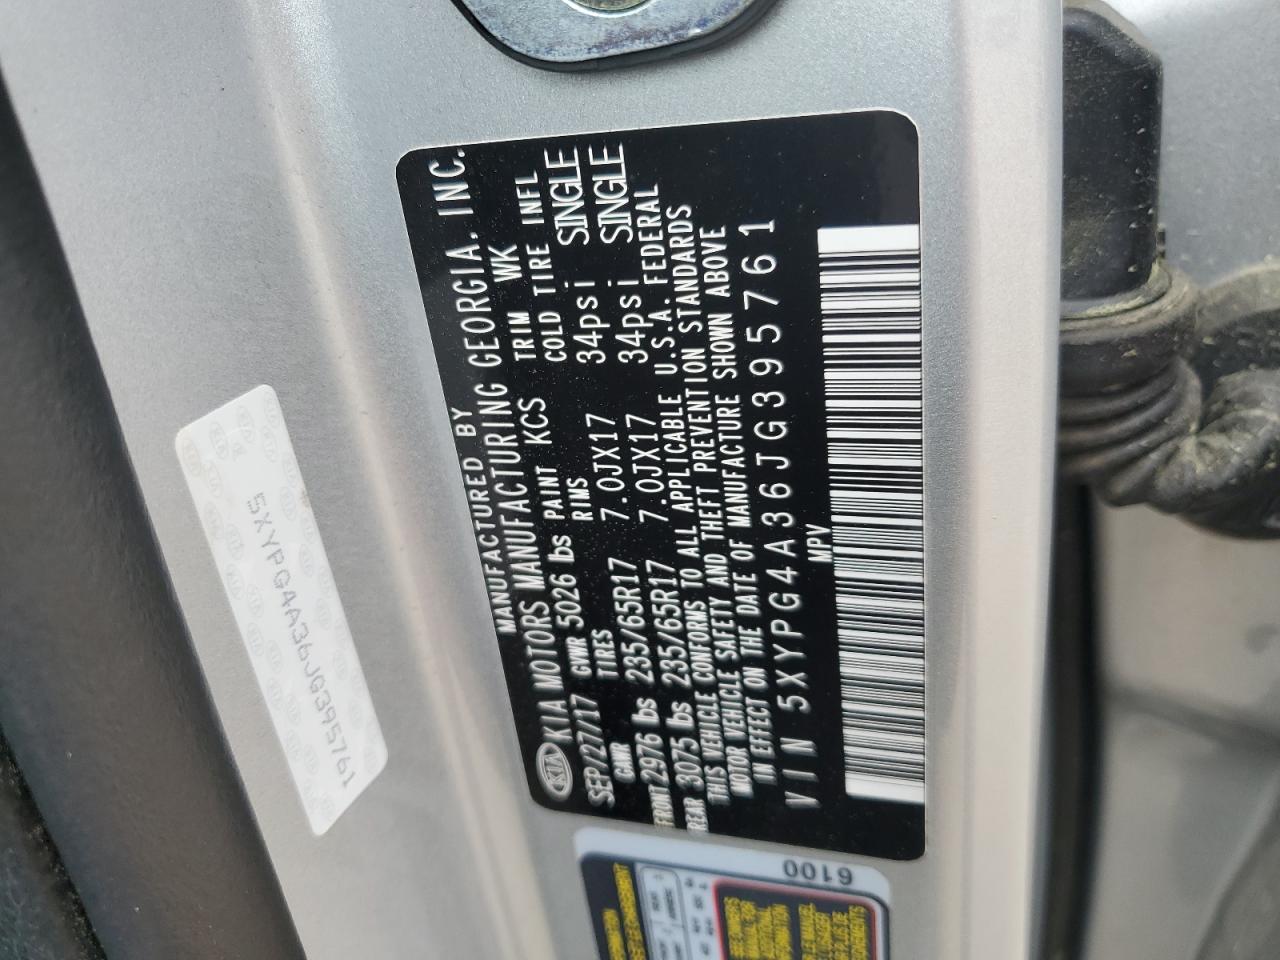 MANUFACTURED BY
KIA KIA MOTORS MANUFACTURING GEORGIA, INC.
SEP/27/17 GVWR 5026 lbs PAINT KCS TRIM WK
GAWR TIRES RIMS COLD TIRE INFL
FRONT 2976 lbs 235/65R17 7.0JX17 34psi SINGLE
REAR 3075 lbs 235/65R17 7.0JX17 34psi SINGLE
THIS VEHICLE CONFORMS TO ALL APPLICABLE U.S.A. FEDERAL
MOTOR VEHICLE SAFETY AND THEFT PREVENTION STANDARDS
IN EFFECT ON THE DATE OF MANUFACTURE SHOWN ABOVE
VIN 5XYPG4A36JG395761
MPV
5XYPG4A36JG395761
6100